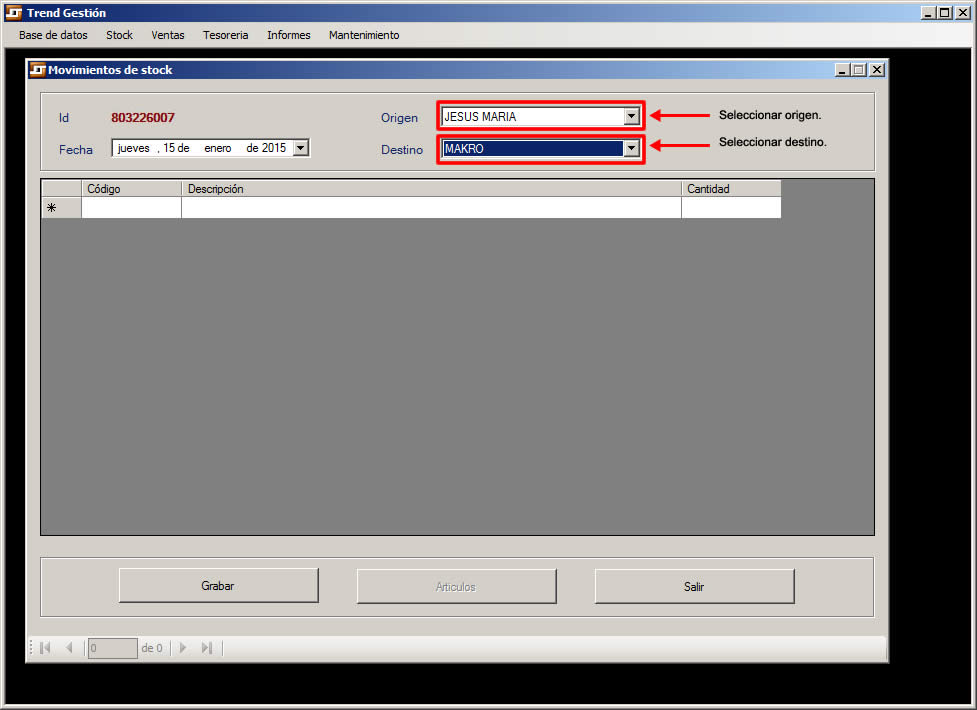 Trend Gestión
Base de datos Stock Ventas Tesoreria Informes Mantenimiento
Movimientos de stock
Id 803226007 Origen JESUS MARIA Seleccionar origen.
Fecha jueves , 15 de enero de 2015 Destino MAKRO Seleccionar destino.
Código Descripción Cantidad
Grabar Articulos Salir
0 de 0